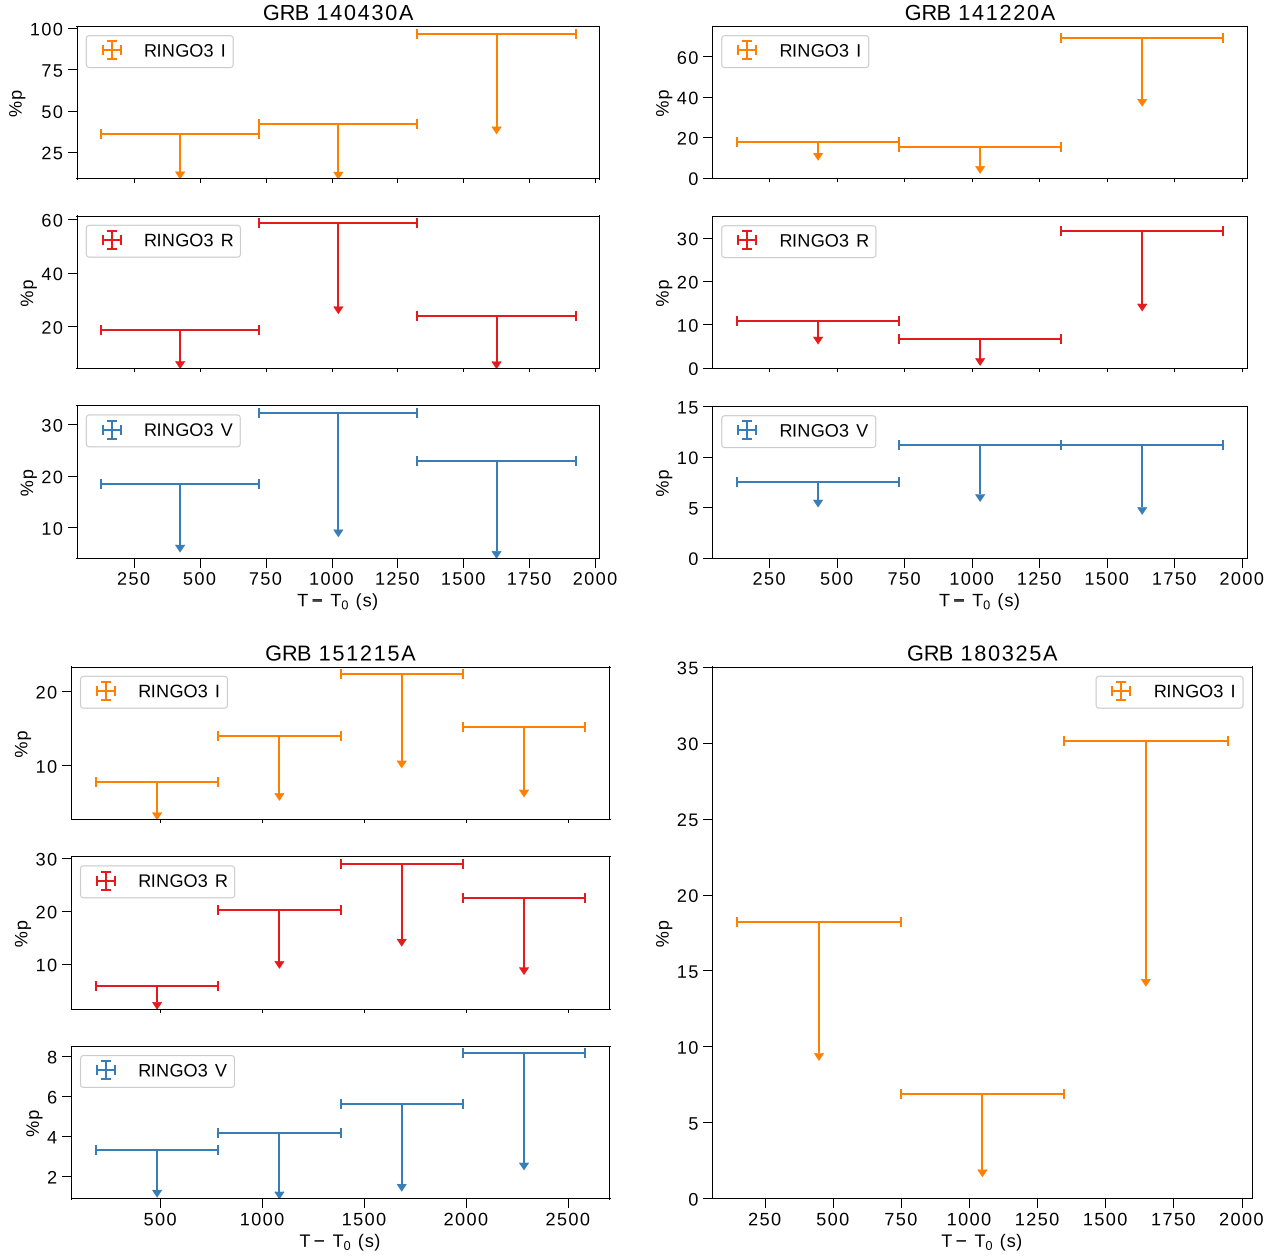 GRB 140430A
100
75
50
25
%p
RINGO3 I
60
40
20
%p
RINGO3 R
30
20
10
%p
RINGO3 V
250 500 750 1000 1250 1500 1750 2000
T − T0 (s)
GRB 141220A
60
40
20
0
%p
RINGO3 I
30
20
10
0
%p
RINGO3 R
15
10
5
0
%p
RINGO3 V
250 500 750 1000 1250 1500 1750 2000
T − T0 (s)
GRB 151215A
20
10
%p
RINGO3 I
30
20
10
%p
RINGO3 R
8
6
4
2
%p
RINGO3 V
500 1000 1500 2000 2500
T − T0 (s)
GRB 180325A
35
30
25
20
15
10
5
0
%p
RINGO3 I
250 500 750 1000 1250 1500 1750 2000
T − T0 (s)